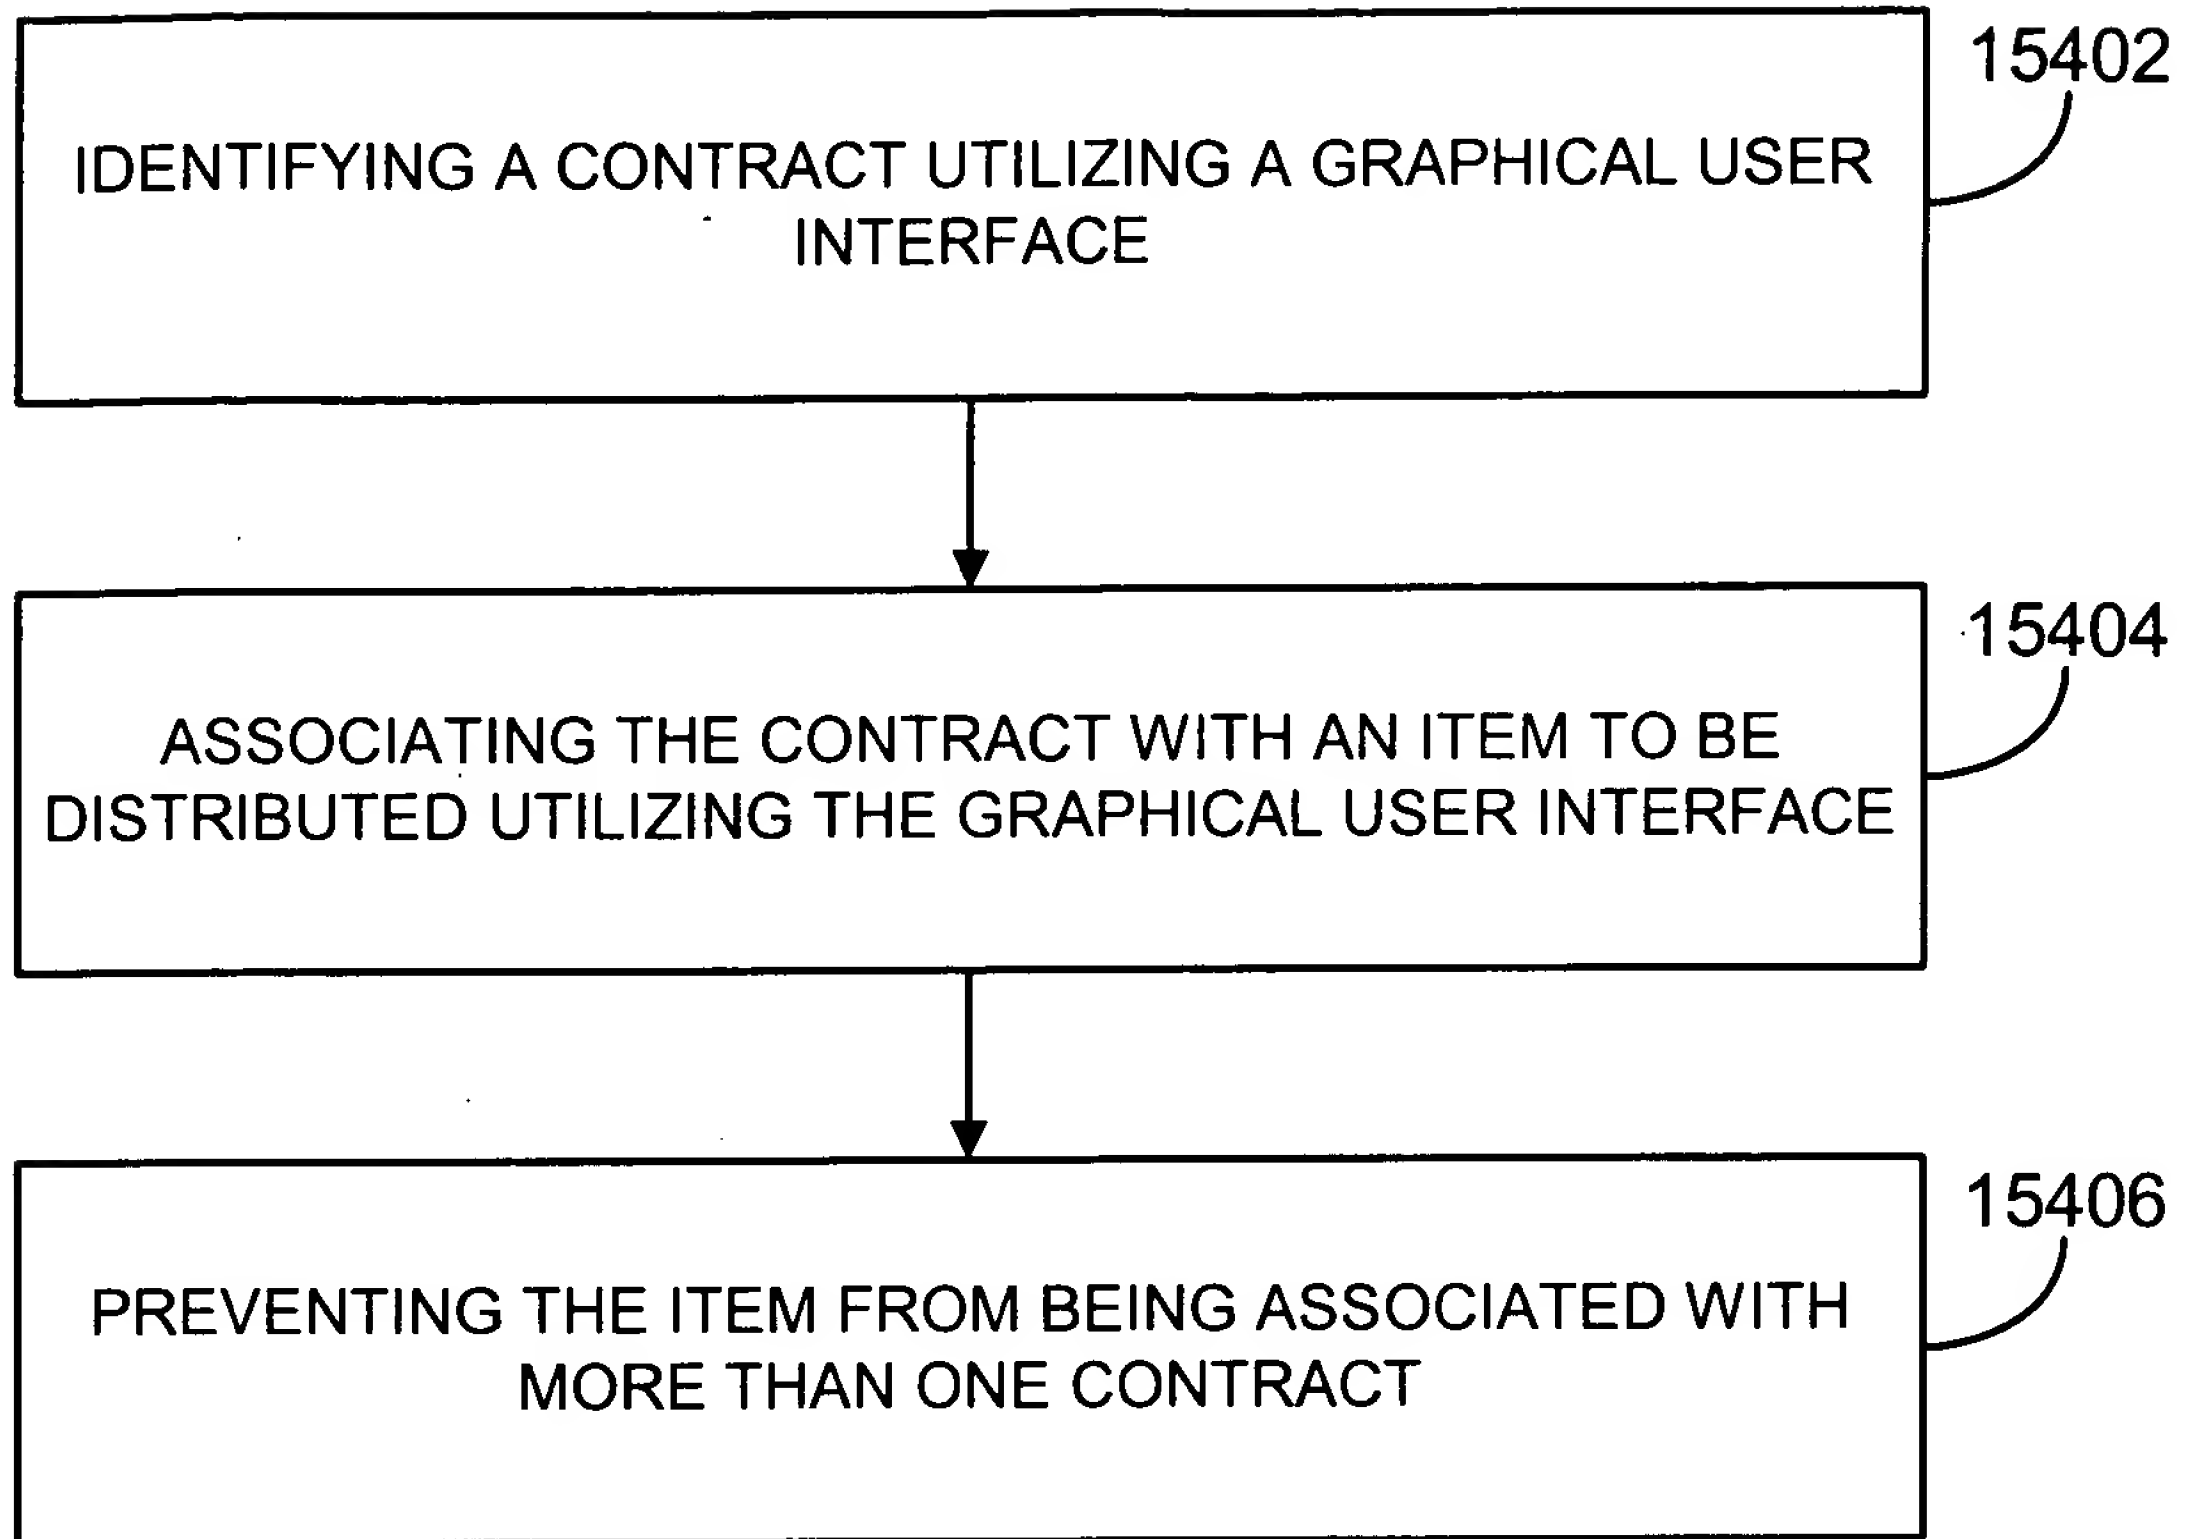 15402
IDENTIFYING A CONTRACT UTILIZING A GRAPHICAL USER
INTERFACE
15404
ASSOCIATING THE CONTRACT WITH AN ITEM TO BE
DISTRIBUTED UTILIZING THE GRAPHICAL USER INTERFACE
15406
PREVENTING THE ITEM FROM BEING ASSOCIATED WITH
MORE THAN ONE CONTRACT